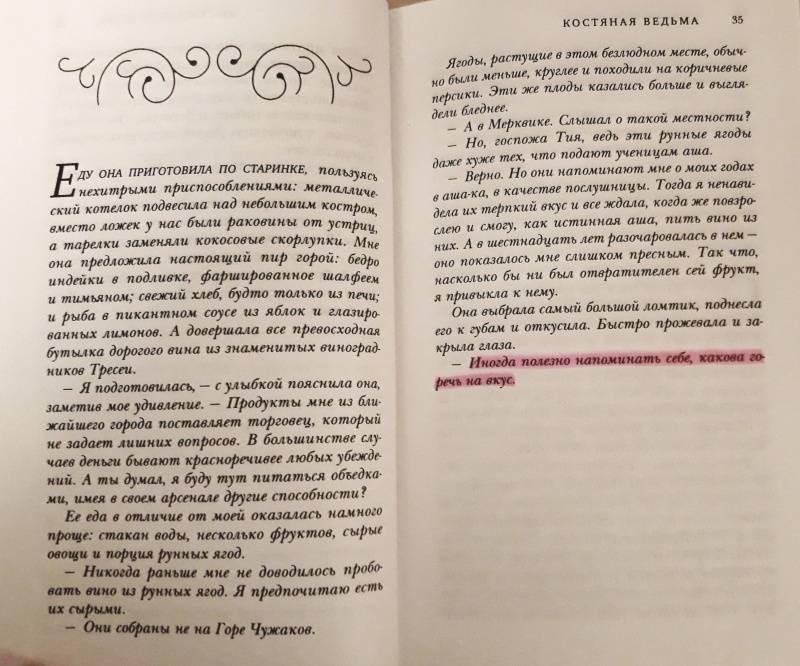 Еду она приготовила по старинке, пользуясь
нехитрыми приспособлениями: металличе-
ский котелок подвесила над небольшим костром,
вместо ложек у нас были раковины от устриц,
а тарелки заменяли кокосовые скорлупки. Мне
она предложила настоящий пир горой: бедро
индейки в подливке, фаршированное шалфеем
и тимьяном; свежий хлеб, будто только из печи;
и рыба в пикантном соусе из яблок и глазиро-
ванных лимонов. А довершала все превосходная
бутылка дорогого вина из знаменитых виноград-
ников Тресеи.
— Я подготовилась, — с улыбкой пояснила она,
заметив мое удивление. — Продукты мне из бли-
жайшего города поставляет торговец, который
не задает лишних вопросов. В большинстве слу-
чаев деньги бывают красноречивее любых убежде-
ний. А ты думал, я буду тут питаться объедка-
ми, имея в своем арсенале другие способности?
Ее еда в отличие от моей оказалась намного
проще: стакан воды, несколько фруктов, сырые
овощи и порция рунных ягод.
— Никогда раньше мне не доводилось пробо-
вать вино из рунных ягод. Я предпочитаю есть
их сырыми.
— Они собраны не на Горе Чужаков.
КОСТЯНАЯ ВЕДЬМА 35
Ягоды, растущие в этом безлюдном месте, обыч-
но были меньше, круглее и походили на коричневые
персики. Эти же плоды казались больше и выгля-
дели бледнее.
— А в Мерквике. Слышал о такой местности?
— Но, госпожа Тия, ведь эти рунные ягоды
даже хуже тех, что подают ученицам аша.
— Верно. Но они напоминают мне о моих годах
в аша-ка, в качестве послушницы. Тогда я ненави-
дела их терпкий вкус и все ждала, когда же повзро-
слею и смогу, как истинная аша, пить вино из
них. А в шестнадцать лет разочаровалась в нем —
оно показалось мне слишком пресным. Так что,
насколько бы ни был отвратителен сей фрукт,
я привыкла к нему.
Она выбрала самый большой ломтик, поднесла
его к губам и откусила. Быстро прожевала и за-
крыла глаза.
— Иногда полезно напоминать себе, какова го-
речь на вкус.